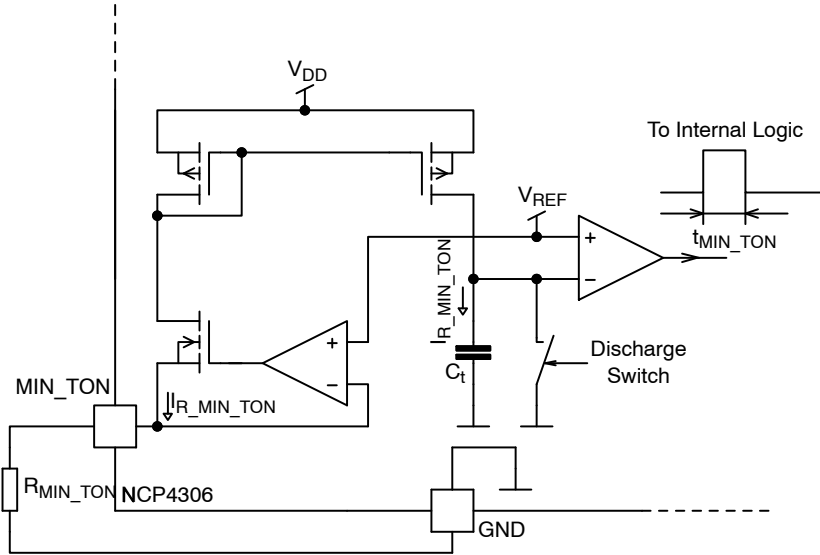 V_DD
To Internal Logic
V_REF
+
−
t_MIN_TON
I_R_MIN_TON
+
−
C_t
Discharge
Switch
MIN_TON
I_R_MIN_TON
R_MIN_TON
NCP4306
GND